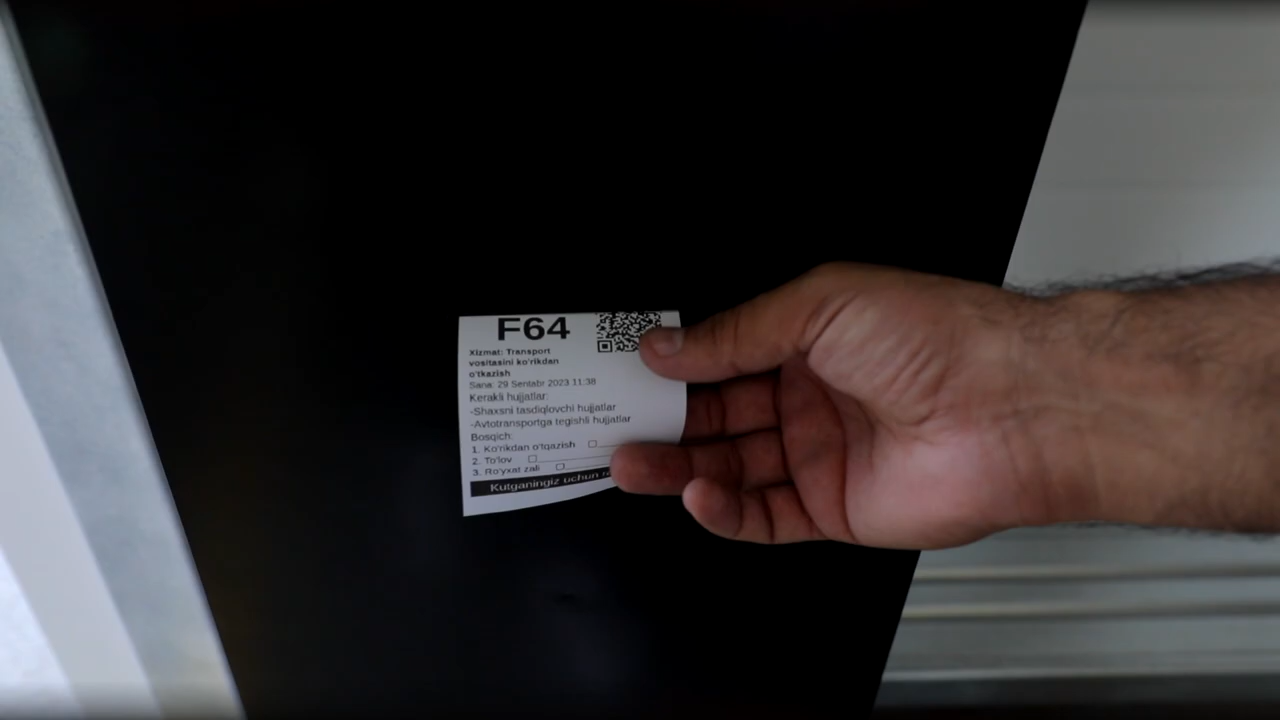 F64
Xizmat: Transport
vositasini ko'rikdan
o'tkazish
Sana: 29 Sentabr 2023 11:38
Kerakli hujjatlar:
-Shaxsni tasdiqlovchi hujjatlar
-Avtotransportga tegishli hujjatlar
Bosqich:
1. Ko'rikdan o'tqazish
2. To'lov
3. Ro'yxat zali
Kutganingiz uchun